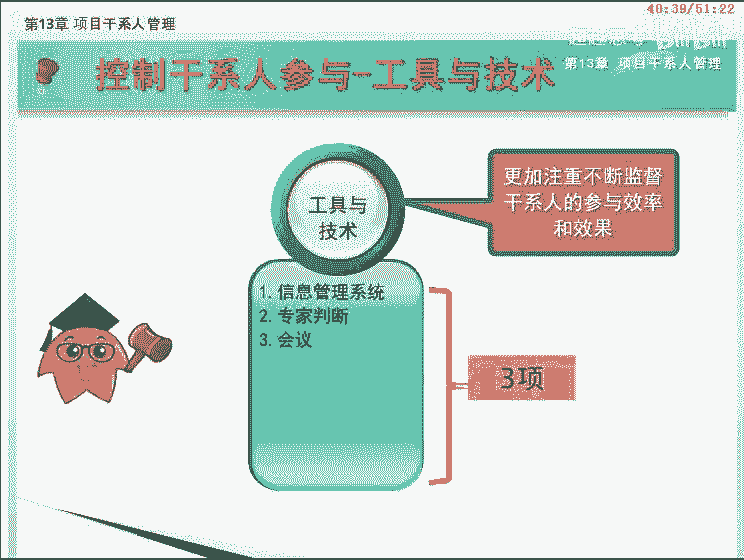 40:39/51:22
第13章 项目干系人管理
第13章 项目干系人管理
控制干系人参与-工具与技术
工具与
技术
更加注重不断监督
干系人的参与效率
和效果
1. 信息管理系统
2. 专家判断
3. 会议
3项